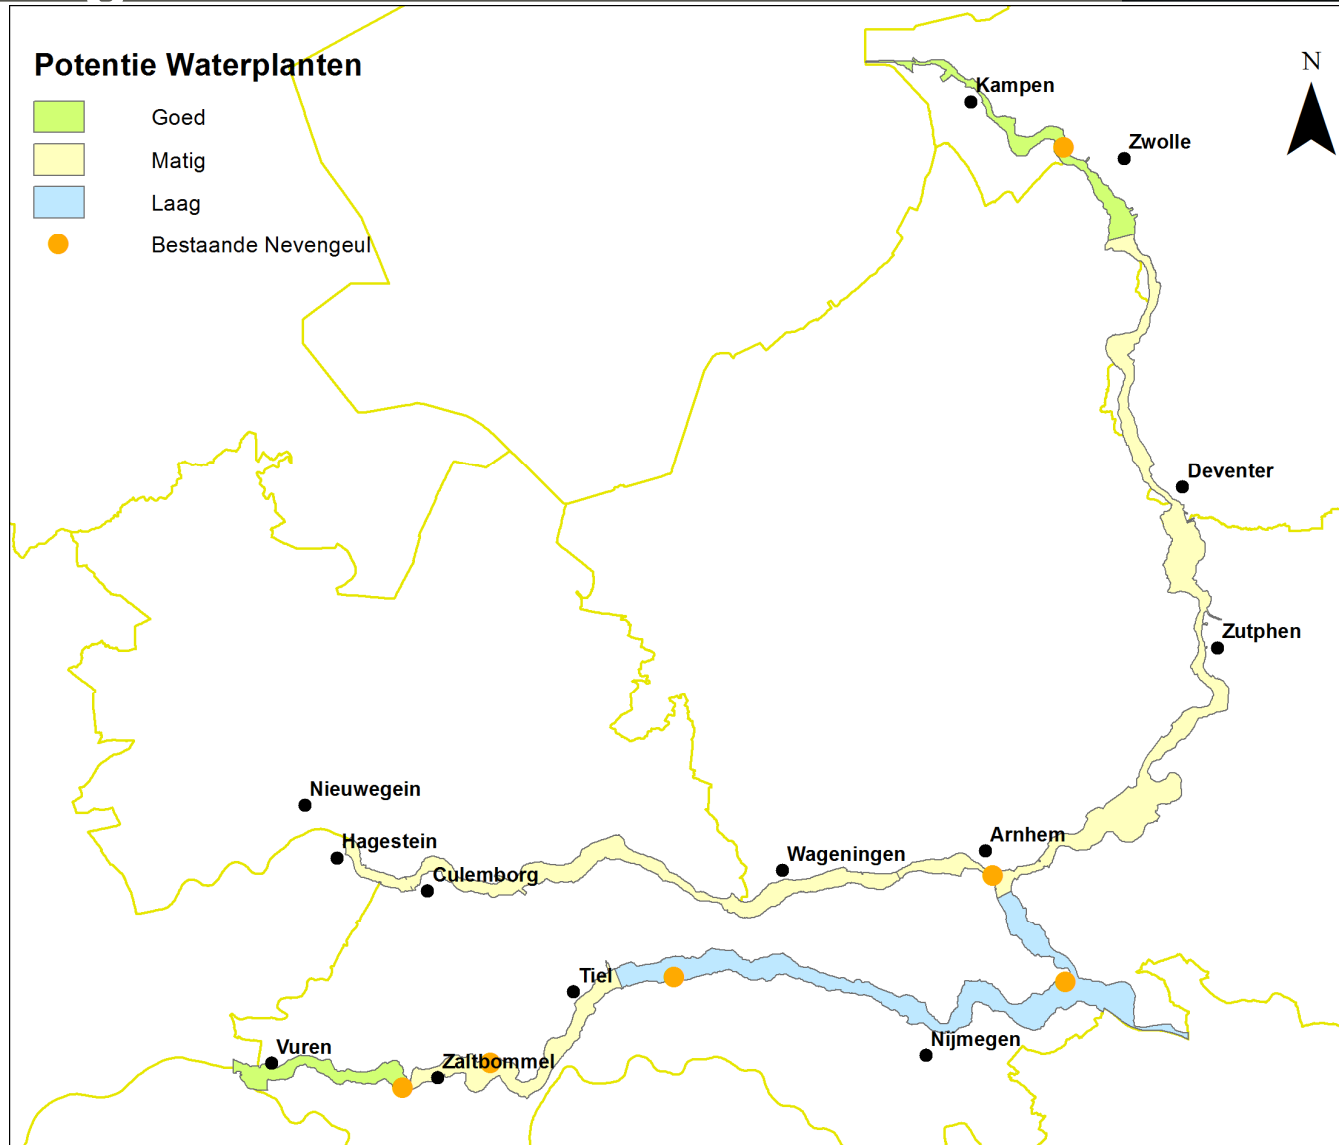 Potentie Waterplanten
Goed
Matig
Laag
Bestaande Nevengeul
N
Kampen
Zwolle
Deventer
Zutphen
Nieuwegein
Hagestein
Culemborg
Wageningen
Arnhem
Tiel
Nijmegen
Vuren
Zaltbommel